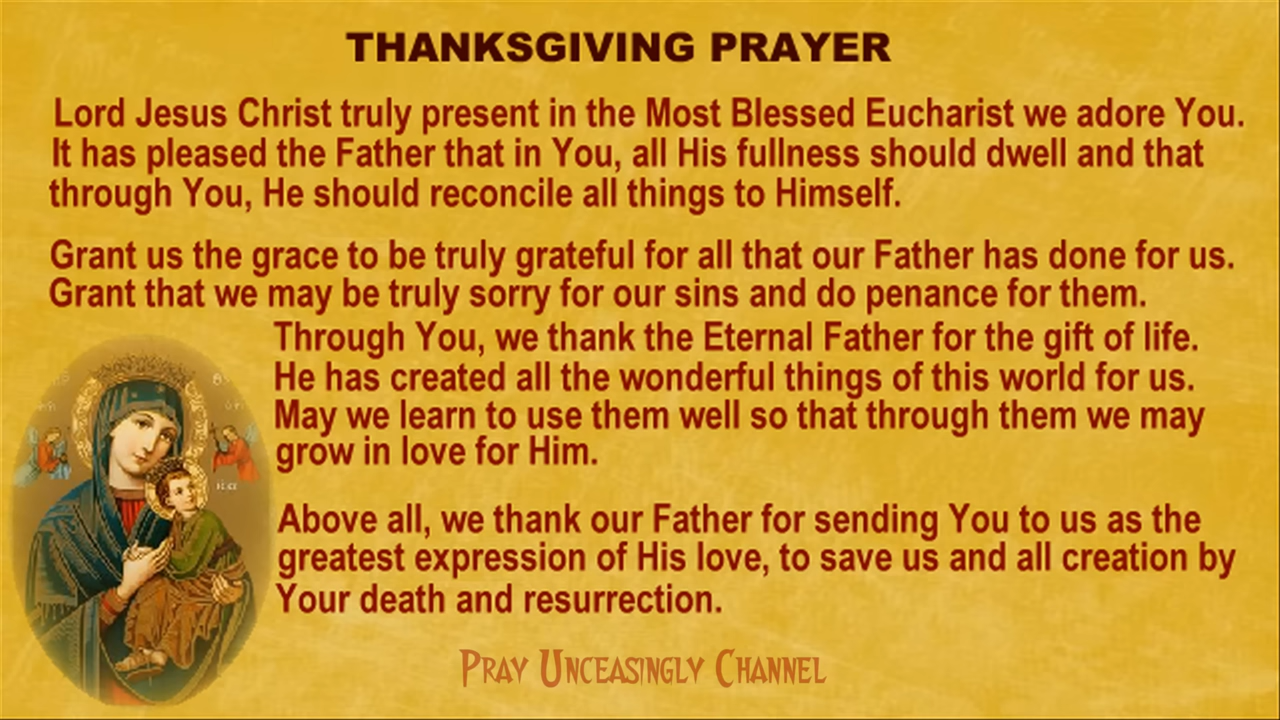 THANKSGIVING PRAYER
Lord Jesus Christ truly present in the Most Blessed Eucharist we adore You.
It has pleased the Father that in You, all His fullness should dwell and that
through You, He should reconcile all things to Himself.
Grant us the grace to be truly grateful for all that our Father has done for us.
Grant that we may be truly sorry for our sins and do penance for them.
Through You, we thank the Eternal Father for the gift of life.
He has created all the wonderful things of this world for us.
May we learn to use them well so that through them we may
grow in love for Him.
Above all, we thank our Father for sending You to us as the
greatest expression of His love, to save us and all creation by
Your death and resurrection.
Pray Unceasingly Channel